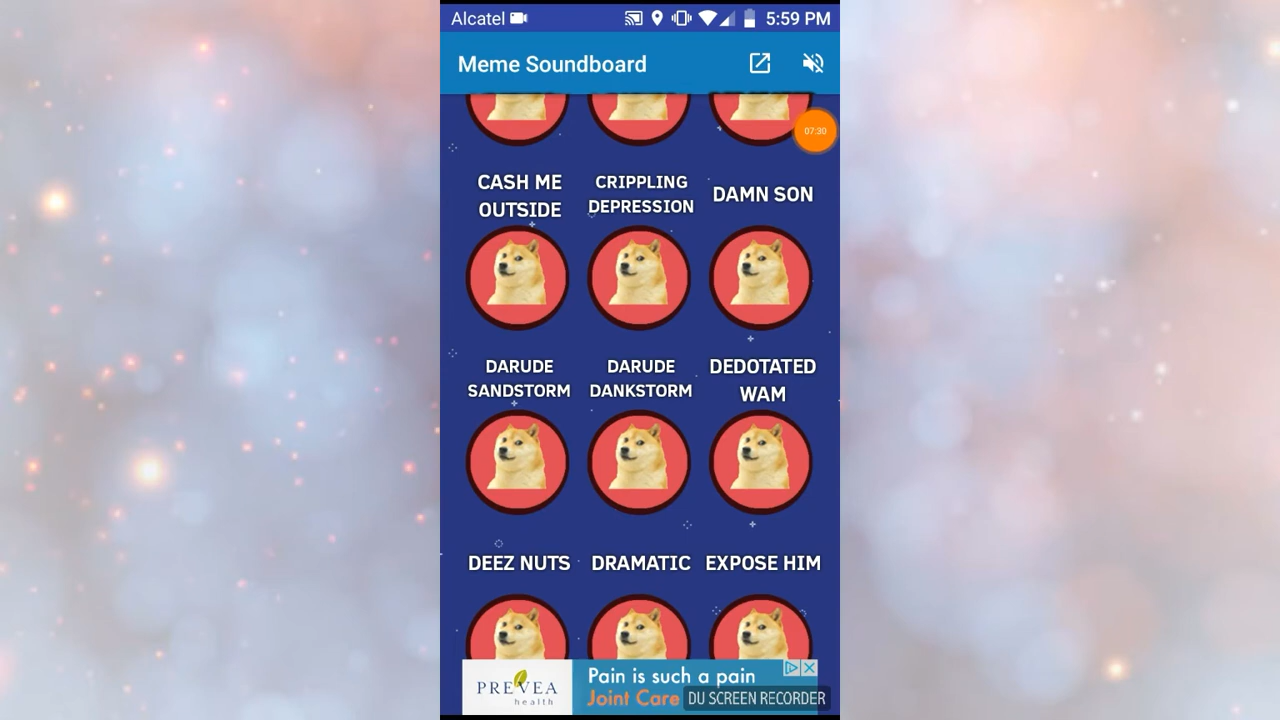 Alcatel 5:59 PM
Meme Soundboard
07:30
CASH ME
OUTSIDE
CRIPPLING
DEPRESSION
DAMN SON
DARUDE
SANDSTORM
DARUDE
DANKSTORM
DEDOTATED
WAM
DEEZ NUTS
DRAMATIC
EXPOSE HIM
PREVEA
health
Pain is such a pain
Joint Care
DU SCREEN RECORDER